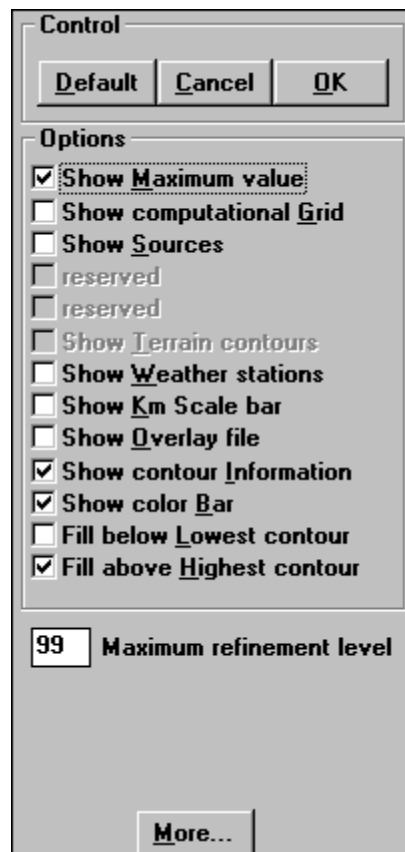 Control
Default Cancel OK
Options
Show Maximum value
Show computational Grid
Show Sources
reserved
reserved
Show Terrain contours
Show Weather stations
Show Km Scale bar
Show Overlay file
Show contour Information
Show color Bar
Fill below Lowest contour
Fill above Highest contour
99 Maximum refinement level
More...